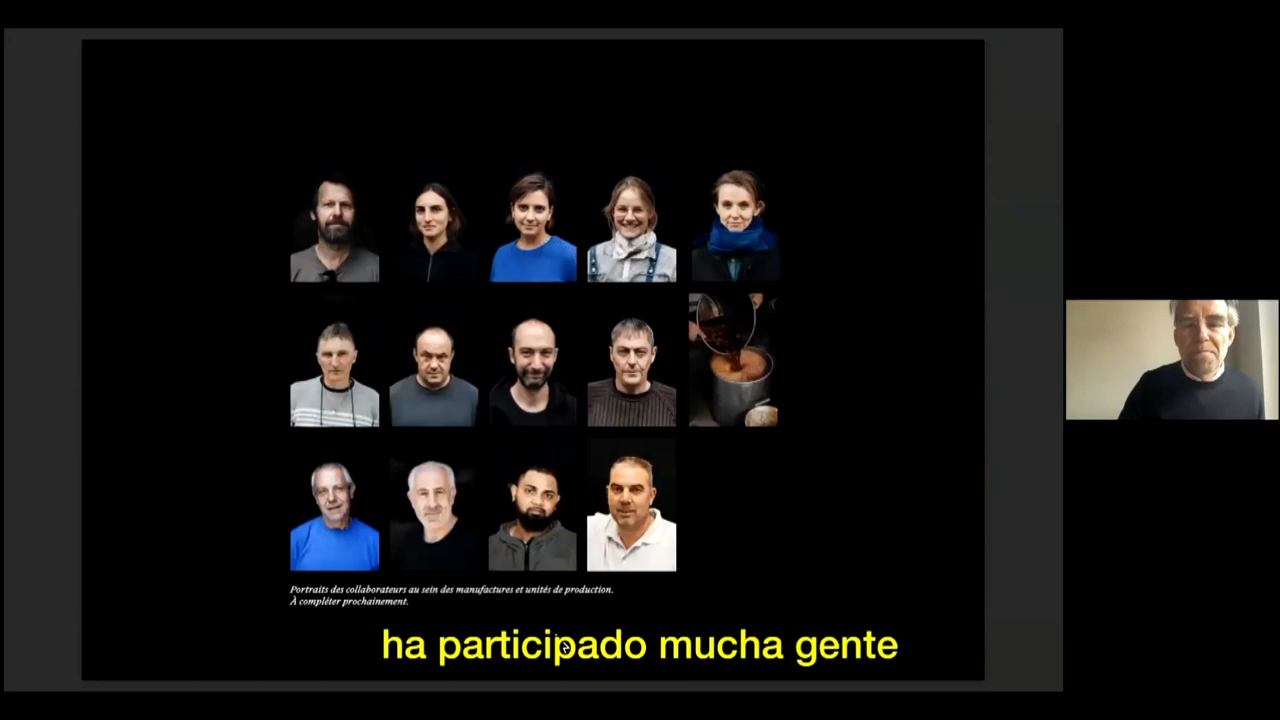 Portraits des collaborateurs au sein des manufactures et unités de production.
À compléter prochainement.
ha participado mucha gente